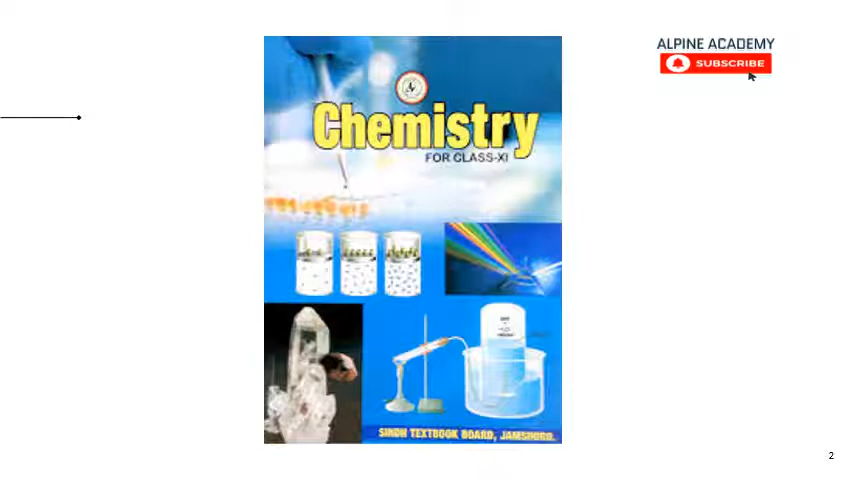 ALPINE ACADEMY
SUBSCRIBE
Chemistry
FOR CLASS-XI
SINDH TEXTBOOK BOARD, JAMSHORO.
2